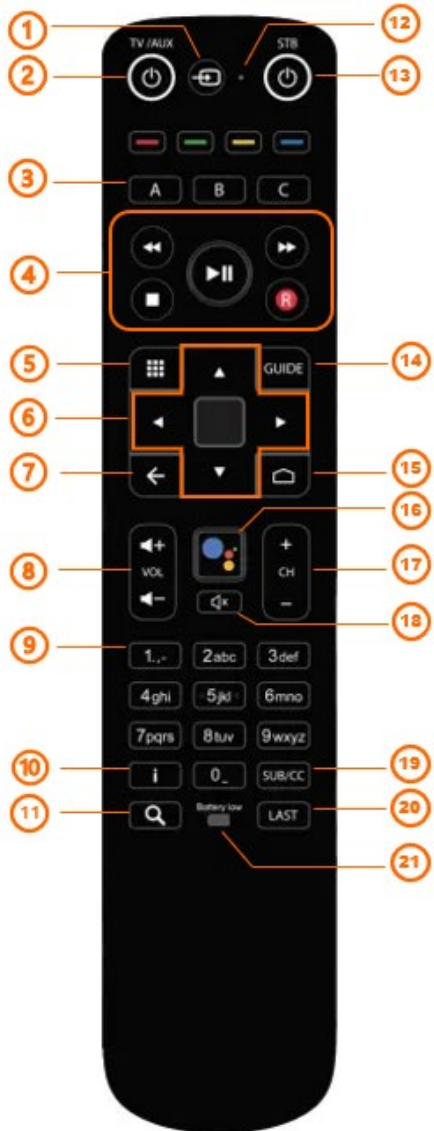 1
12
TV /AUX
STB
2
13
3
A
B
C
4
R
5
GUIDE
14
6
7
15
16
8
+
VOL
−
+
CH
−
17
18
9
1.,-
2abc
3def
4ghi
5jkl
6mno
7pqrs
8tuv
9wxyz
10
i
0_
SUB/CC
19
11
Battery low
LAST
20
21